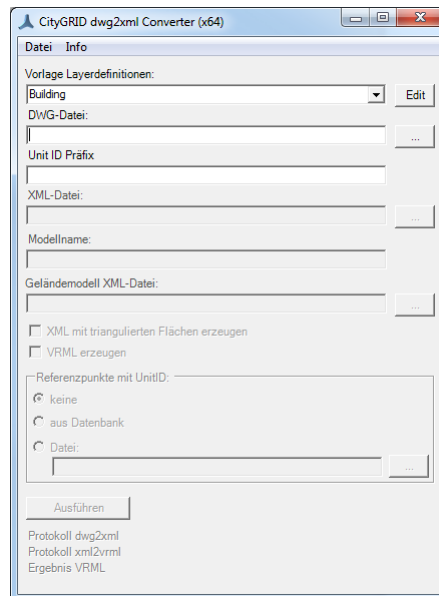 CityGRID dwg2xml Converter (x64)
Datei Info
Vorlage Layerdefinitionen:
Building
Edit
DWG-Datei:
...
Unit ID Präfix
XML-Datei:
...
Modellname:
Geländemodell XML-Datei:
...
XML mit triangulierten Flächen erzeugen
VRML erzeugen
Referenzpunkte mit UnitID:
keine
aus Datenbank
Datei:
...
Ausführen
Protokoll dwg2xml
Protokoll xml2vrml
Ergebnis VRML